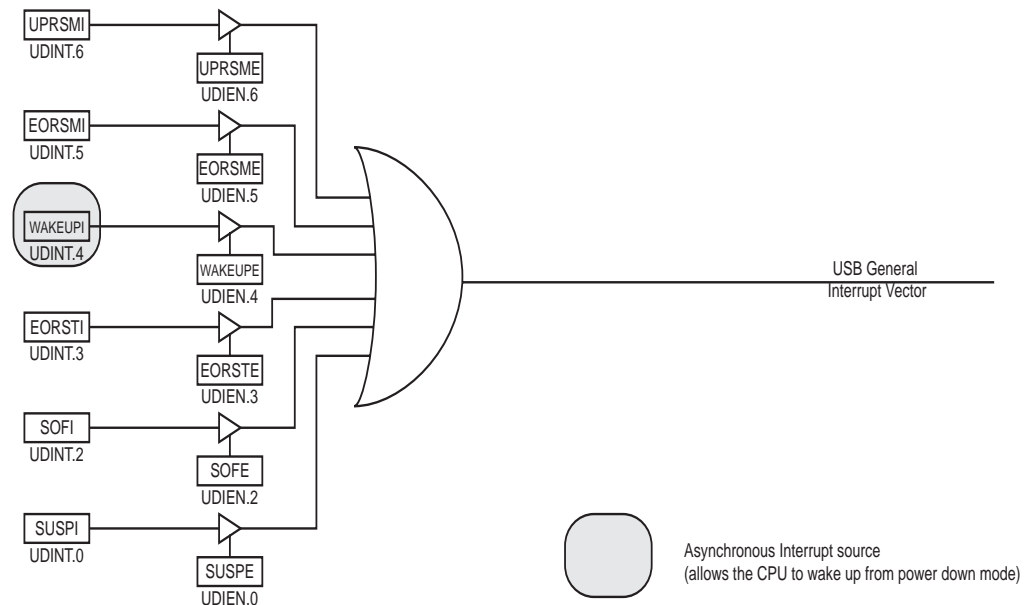 UPRSMI
UDINT.6
UPRSME
UDIEN.6
EORSMI
UDINT.5
EORSME
UDIEN.5
WAKEUPI
UDINT.4
WAKEUPE
UDIEN.4
EORSTI
UDINT.3
EORSTE
UDIEN.3
SOFI
UDINT.2
SOFE
UDIEN.2
SUSPI
UDINT.0
SUSPE
UDIEN.0
USB General
Interrupt Vector
Asynchronous Interrupt source
(allows the CPU to wake up from power down mode)